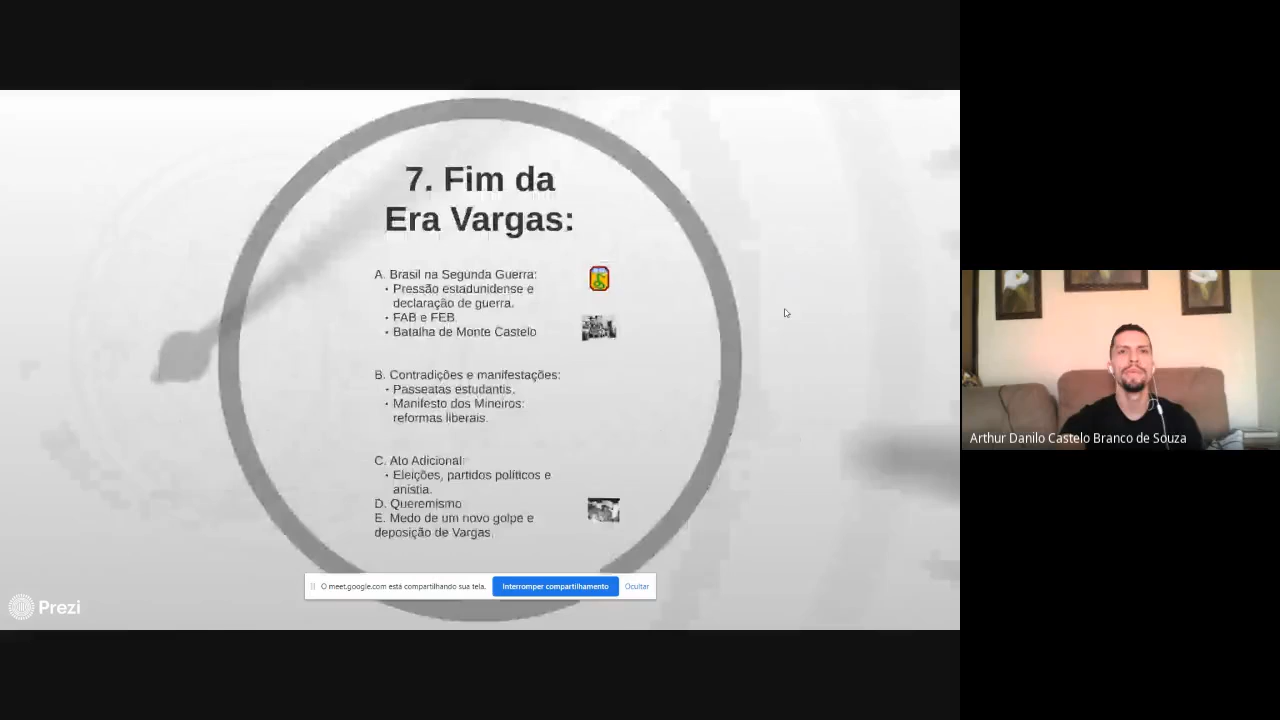 7. Fim da
Era Vargas:
A. Brasil na Segunda Guerra:
• Pressão estadunidense e
declaração de guerra.
• FAB e FEB.
• Batalha de Monte Castelo
B. Contradições e manifestações:
• Passeatas estudantis.
• Manifesto dos Mineiros:
reformas liberais.
C. Ato Adicional:
• Eleições, partidos políticos e
anistia.
D. Queremismo
E. Medo de um novo golpe e
deposição de Vargas.
O meet.google.com está compartilhando sua tela. Interromper compartilhamento Ocultar
Prezi
Arthur Danilo Castelo Branco de Souza